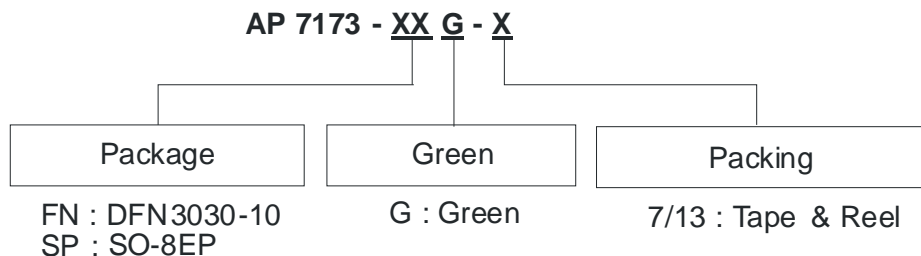 AP 7173 - XX G - X
Package
Green
Packing
FN : DFN3030-10
SP : SO-8EP
G : Green
7/13 : Tape & Reel